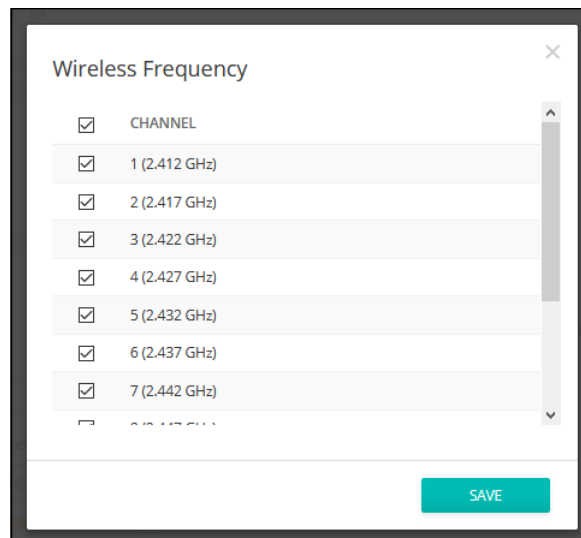 Wireless Frequency
CHANNEL
1 (2.412 GHz)
2 (2.417 GHz)
3 (2.422 GHz)
4 (2.427 GHz)
5 (2.432 GHz)
6 (2.437 GHz)
7 (2.442 GHz)
SAVE